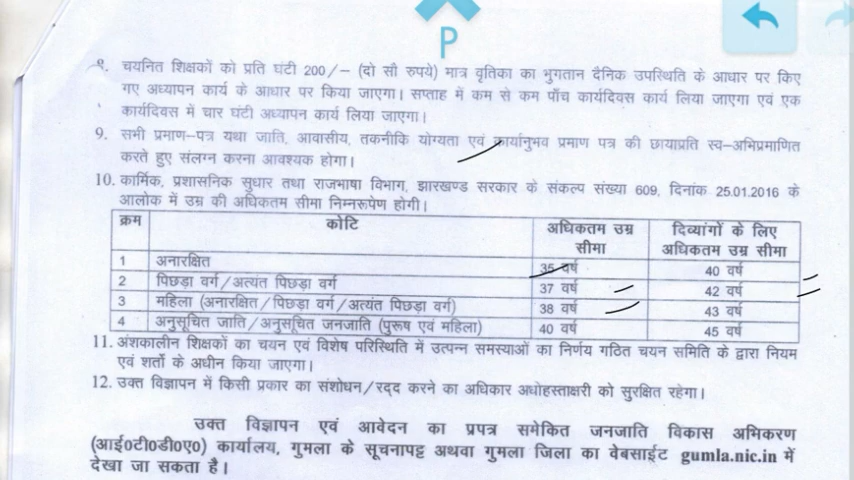 P
९. चयनित शिक्षकों को प्रति घंटी 200/– (दो सौ रुपये) मात्र वृतिका का भुगतान दैनिक उपस्थिति के आधार पर किए
गए अध्यापन कार्य के आधार पर किया जाएगा। सप्ताह में कम से कम पाँच कार्यदिवस कार्य लिया जाएगा एवं एक
कार्यदिवस में चार घंटी अध्यापन कार्य लिया जाएगा।
9. सभी प्रमाण–पत्र यथा जाति, आवासीय, तकनीकि योग्यता एवं कार्यानुभव प्रमाण पत्र की छायाप्रति स्व–अभिप्रमाणित
करते हुए संलग्न करना आवश्यक होगा।
10. कार्मिक, प्रशासनिक सुधार तथा राजभाषा विभाग, झारखण्ड सरकार के संकल्प संख्या 609, दिनांक 25.01.2016 के
आलोक में उम्र की अधिकतम सीमा निम्नरूपेण होगी।
क्रम कोटि अधिकतम उम्र सीमा दिव्यांगों के लिए अधिकतम उम्र सीमा
1 अनारक्षित 35 वर्ष 40 वर्ष
2 पिछड़ा वर्ग/अत्यंत पिछड़ा वर्ग 37 वर्ष 42 वर्ष
3 महिला (अनारक्षित/पिछड़ा वर्ग/अत्यंत पिछड़ा वर्ग) 38 वर्ष 43 वर्ष
4 अनुसूचित जाति/अनुसूचित जनजाति (पुरूष एवं महिला) 40 वर्ष 45 वर्ष
11. अंशकालीन शिक्षकों का चयन एवं विशेष परिस्थिति में उत्पन्न समस्याओं का निर्णय गठित चयन समिति के द्वारा नियम
एवं शर्तो के अधीन किया जाएगा।
12. उक्त विज्ञापन में किसी प्रकार का संशोधन/रद्द करने का अधिकार अधोहस्ताक्षरी को सुरक्षित रहेगा।
उक्त विज्ञापन एवं आवेदन का प्रपत्र समेकित जनजाति विकास अभिकरण
(आई0टी0डी0ए0) कार्यालय, गुमला के सूचनापट्ट अथवा गुमला जिला का वेबसाईट gumla.nic.in में
देखा जा सकता है।